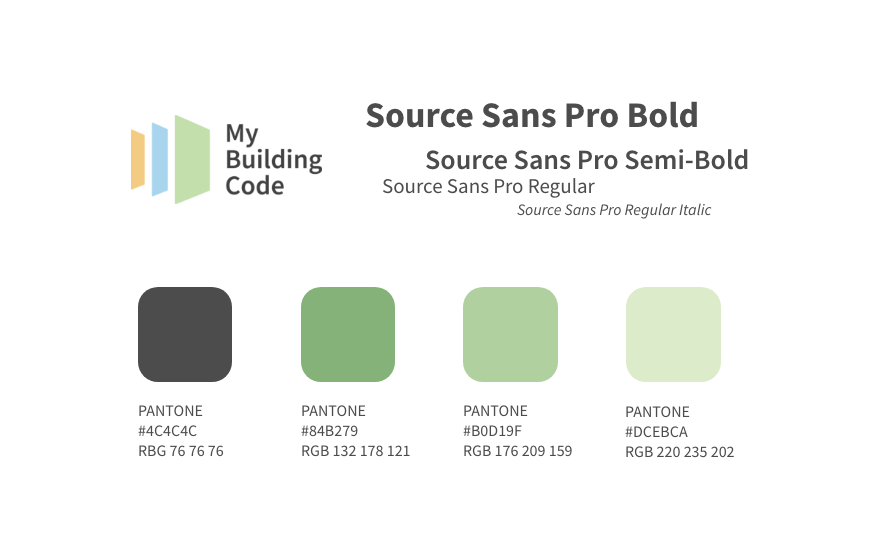 My
Building
Code
Source Sans Pro Bold
Source Sans Pro Semi-Bold
Source Sans Pro Regular
Source Sans Pro Regular Italic
PANTONE
#4C4C4C
RBG 76 76 76
PANTONE
#84B279
RGB 132 178 121
PANTONE
#B0D19F
RGB 176 209 159
PANTONE
#DCEBCA
RGB 220 235 202